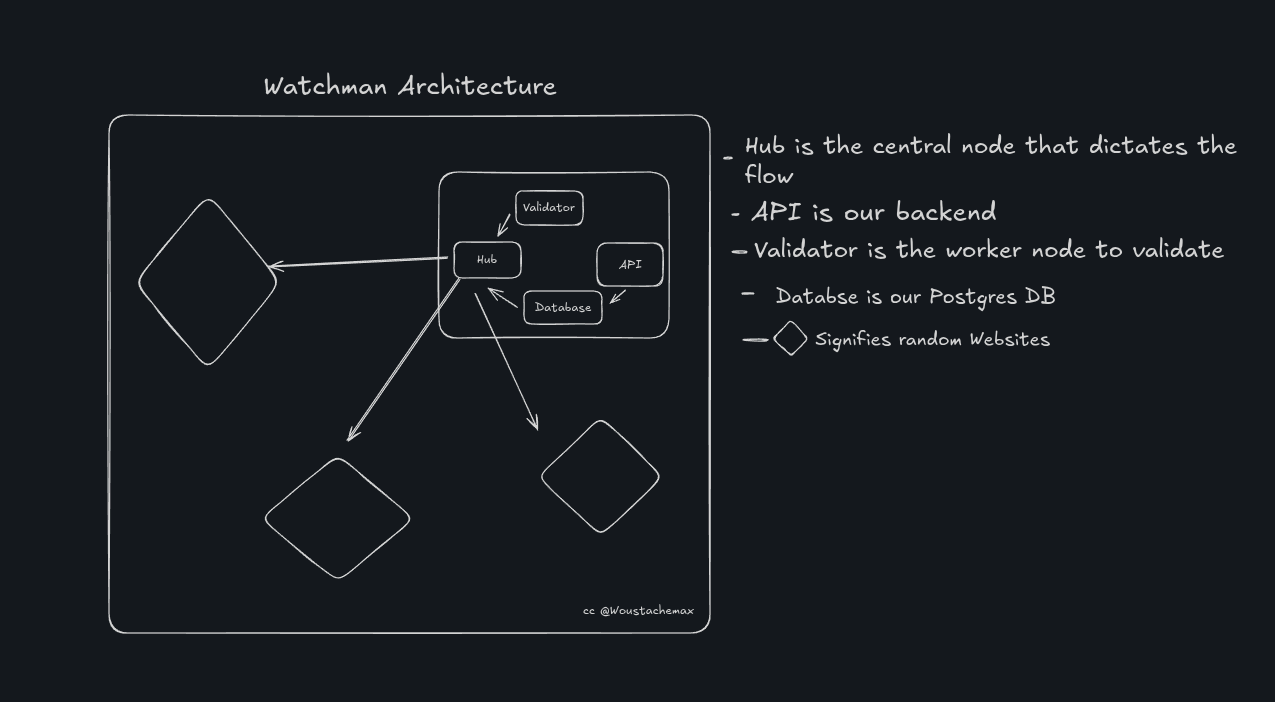 Watchman Architecture
Validator
Hub
API
Database
cc @Woustachemax
- Hub is the central node that dictates the
flow
- API is our backend
- Validator is the worker node to validate
- Databse is our Postgres DB
- Signifies random Websites